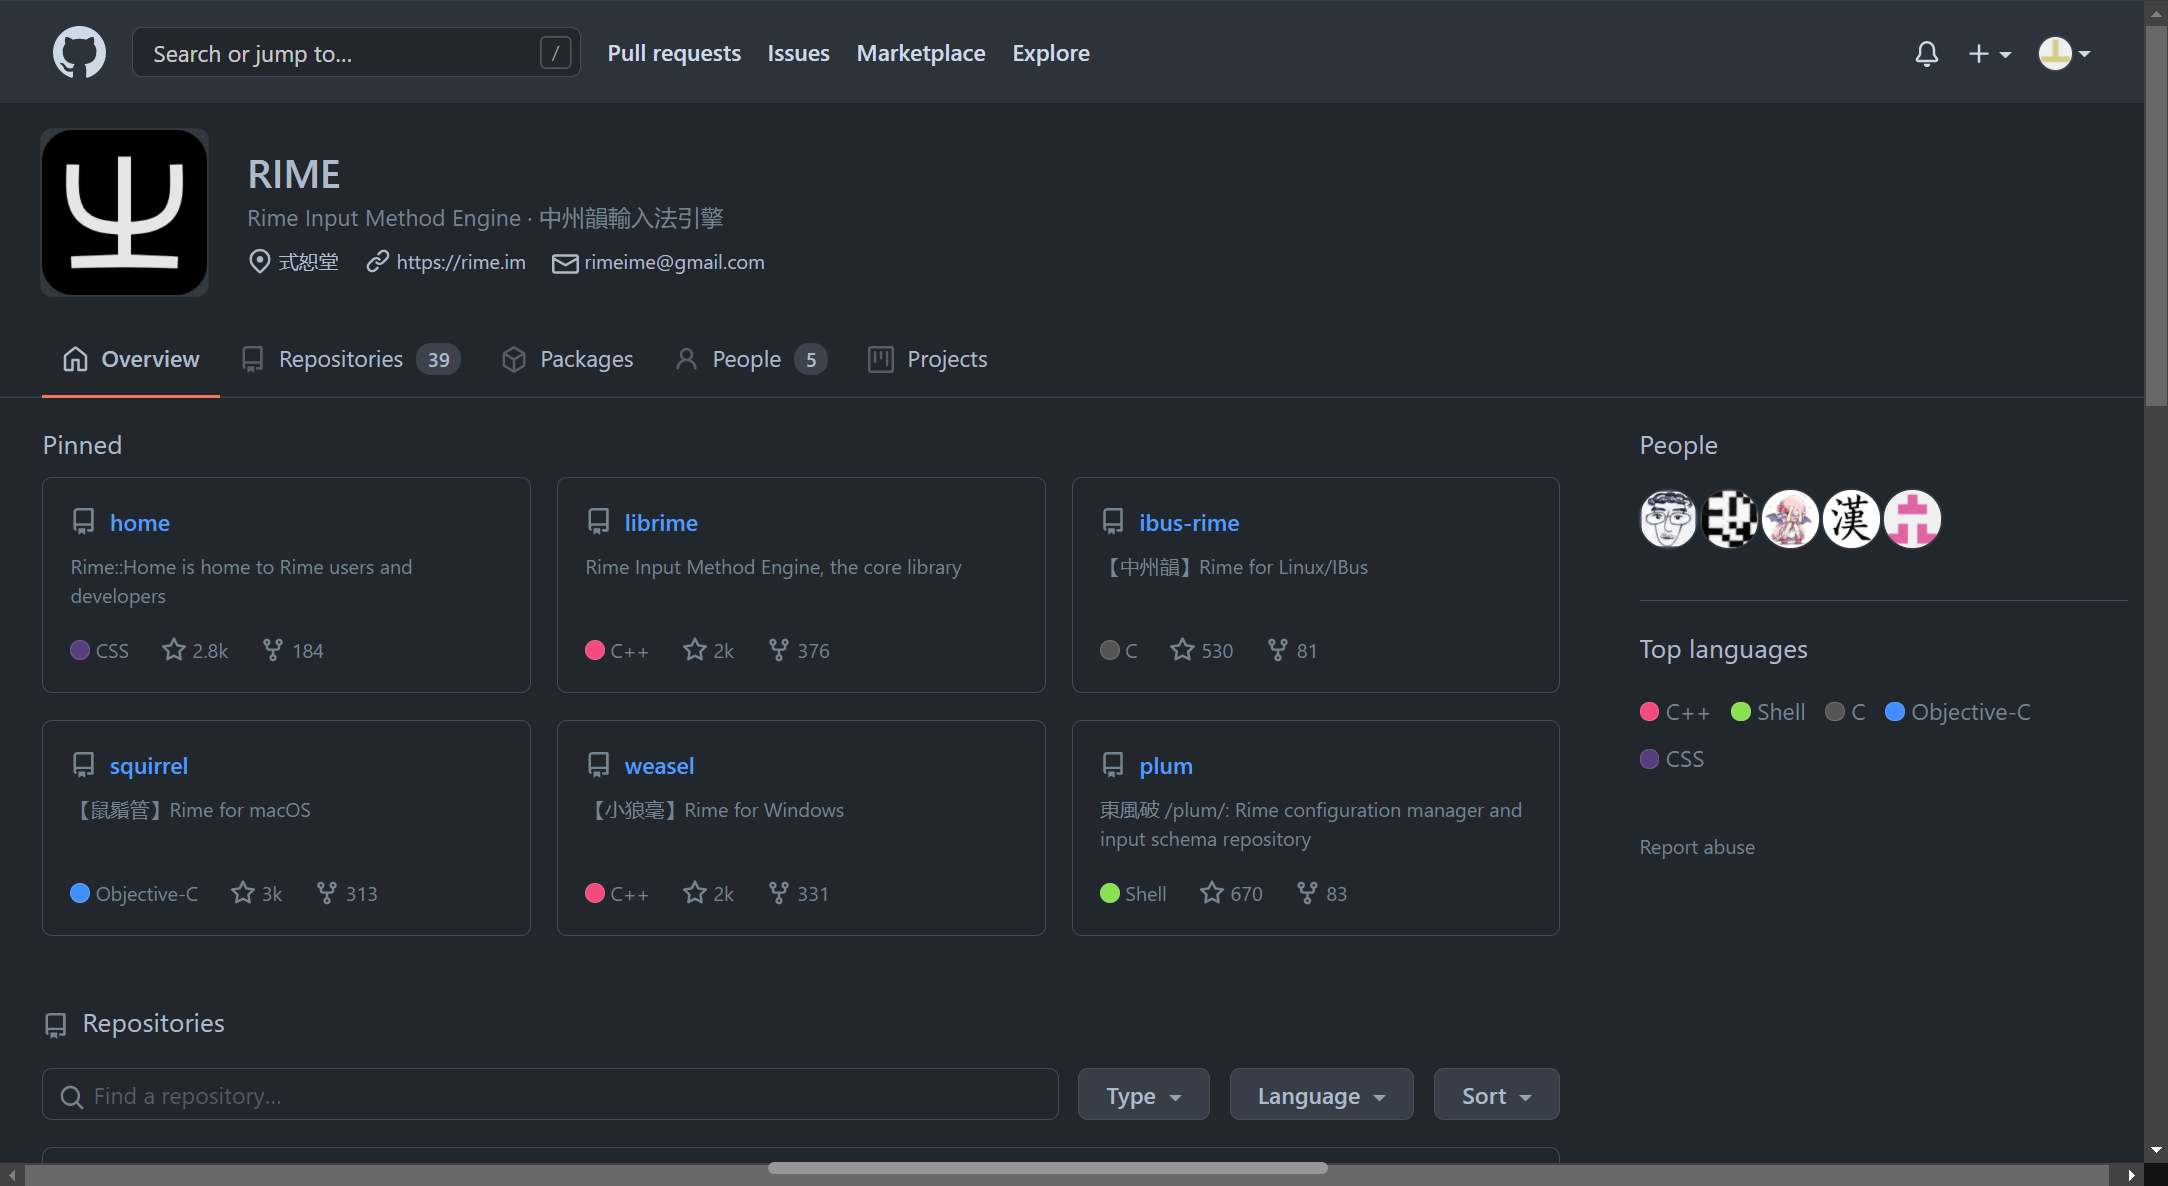 Search or jump to... /
Pull requests Issues Marketplace Explore
RIME
Rime Input Method Engine · 中州韻輸入法引擎
式恕堂 https://rime.im rimeime@gmail.com
Overview Repositories 39 Packages People 5 Projects
Pinned
home
Rime::Home is home to Rime users and
developers
CSS 2.8k 184
librime
Rime Input Method Engine, the core library
C++ 2k 376
ibus-rime
【中州韻】Rime for Linux/IBus
C 530 81
squirrel
【鼠鬚管】Rime for macOS
Objective-C 3k 313
weasel
【小狼毫】Rime for Windows
C++ 2k 331
plum
東風破 /plum/: Rime configuration manager and
input schema repository
Shell 670 83
People
漢
Top languages
C++ Shell C Objective-C
CSS
Report abuse
Repositories
Find a repository...
Type Language Sort